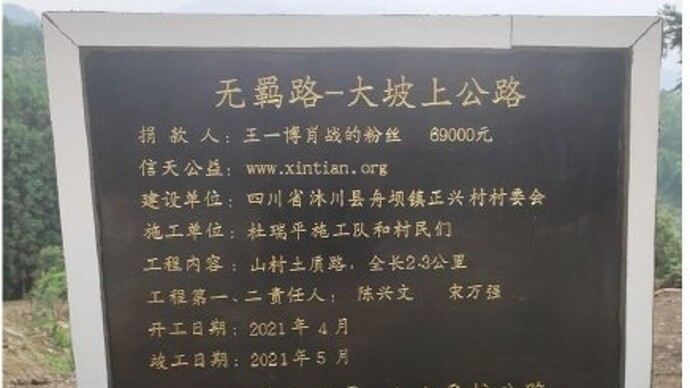 无羁路-大坡上公路
捐款人：王一博肖战的粉丝 69000元
信天公益：www.xintian.org
建设单位：四川省沐川县舟坝镇正兴村村委会
施工单位：杜瑞平施工队和村民们
工程内容：山村土质路，全长2.3公里
工程第一、二责任人：陈兴文 宋万强
开工日期：2021年4月
竣工日期：2021年5月